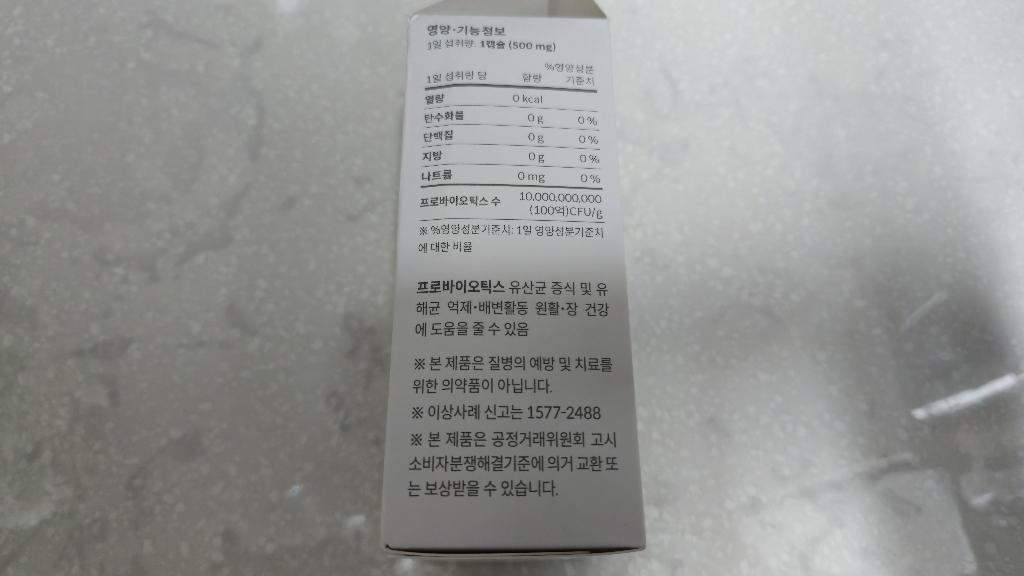 영양·기능정보
1일 섭취량: 1캡슐 (500 mg)
%영양성분
1일 섭취량 당 함량 기준치
열량 0 kcal
탄수화물 0 g 0 %
단백질 0 g 0 %
지방 0 g 0 %
나트륨 0 mg 0 %
프로바이오틱스 수 10,000,000,000
(100억)CFU/g
※ %영양성분기준치: 1일 영양성분기준치
에 대한 비율
프로바이오틱스 유산균 증식 및 유
해균 억제·배변활동 원활·장 건강
에 도움을 줄 수 있음
※ 본 제품은 질병의 예방 및 치료를
위한 의약품이 아닙니다.
※ 이상사례 신고는 1577-2488
※ 본 제품은 공정거래위원회 고시
소비자분쟁해결기준에 의거 교환 또
는 보상받을 수 있습니다.